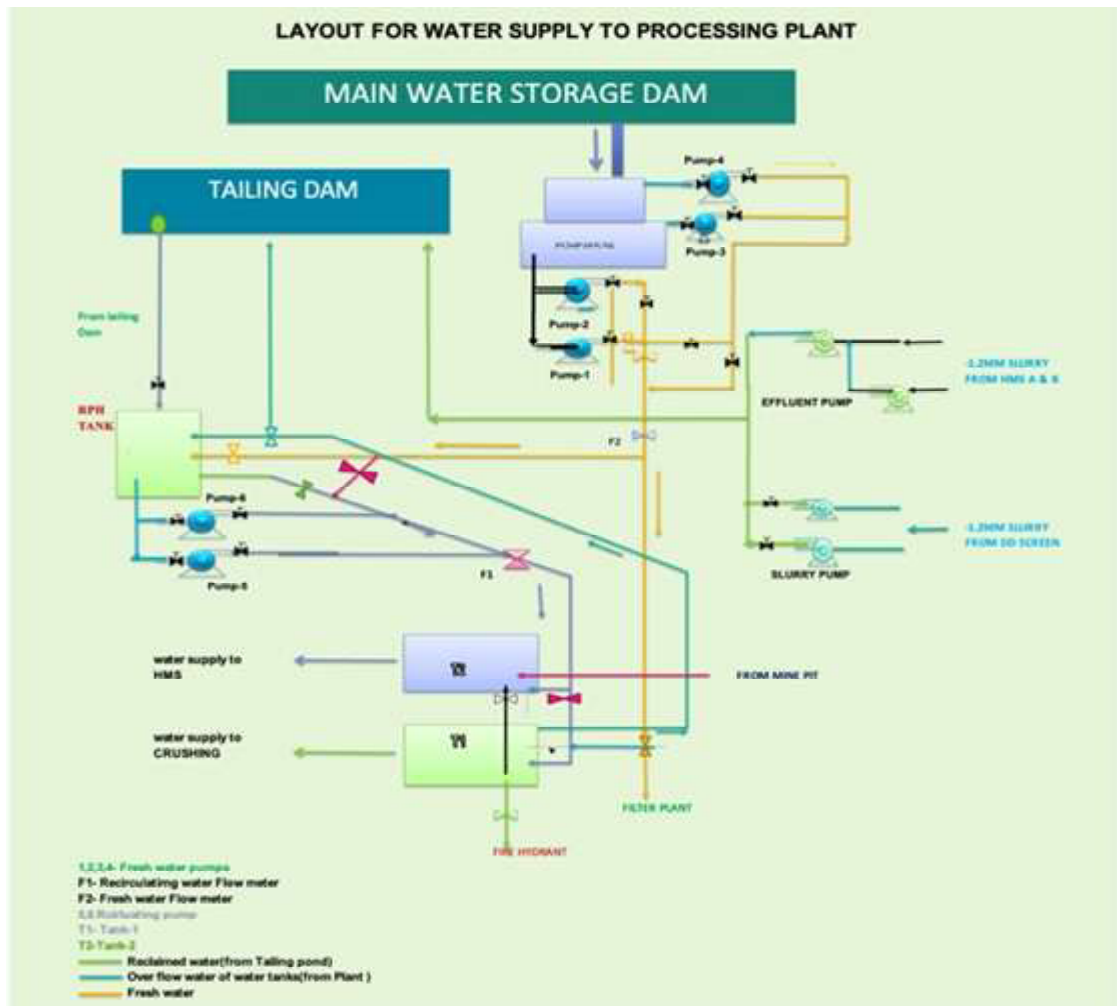 LAYOUT FOR WATER SUPPLY TO PROCESSING PLANT
MAIN WATER STORAGE DAM
TAILING DAM
Pump-4
Pump-3
Pump-2
Pump-1
From tailing
Dam
RPH
TANK
-1.2MM SLURRY
FROM HMS A & B
EFFLUENT PUMP
F2
Pump-6
Pump-5
F1
-1.2MM SLURRY
FROM DD SCREEN
SLURRY PUMP
water supply to
HMS
FROM MINE PIT
water supply to
CRUSHING
FILTER PLANT
FIRE HYDRANT
1,2,3,4- Fresh water pumps
F1- Recirculating water Flow meter
F2- Fresh water Flow meter
pump
T1- Tank-1
T2-Tank-2
Reclaimed water(from Tailing pond)
Over flow water of water tanks(from Plant )
Fresh water